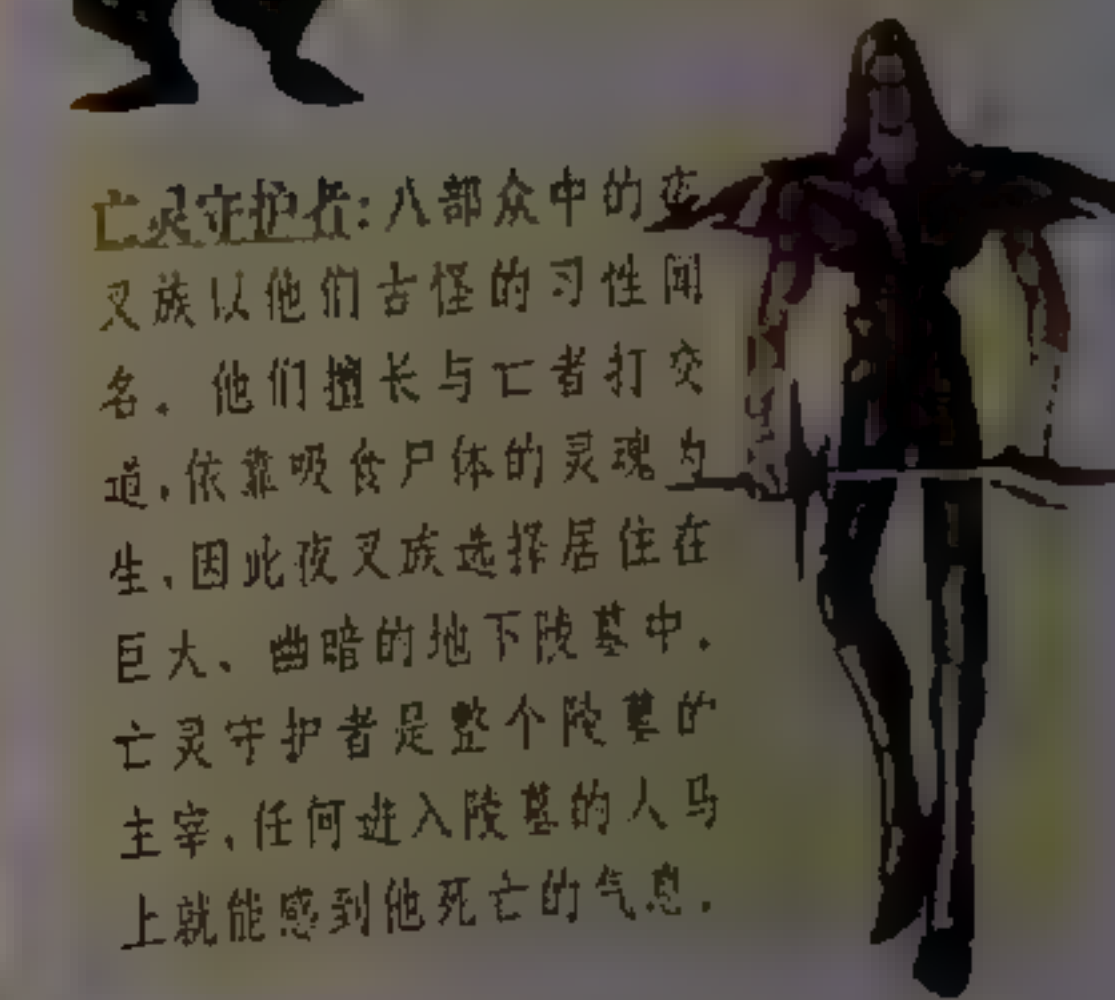 亡灵守护者:八部众中的夜
叉族以他们古怪的习性闻
名。他们擅长与亡者打交
道,依靠吸食尸体的灵魂为
生,因此夜叉族选择居住在
巨大、幽暗的地下陵墓中。
亡灵守护者是整个陵墓的
主宰,任何进入陵墓的人马
上就能感到他死亡的气息。